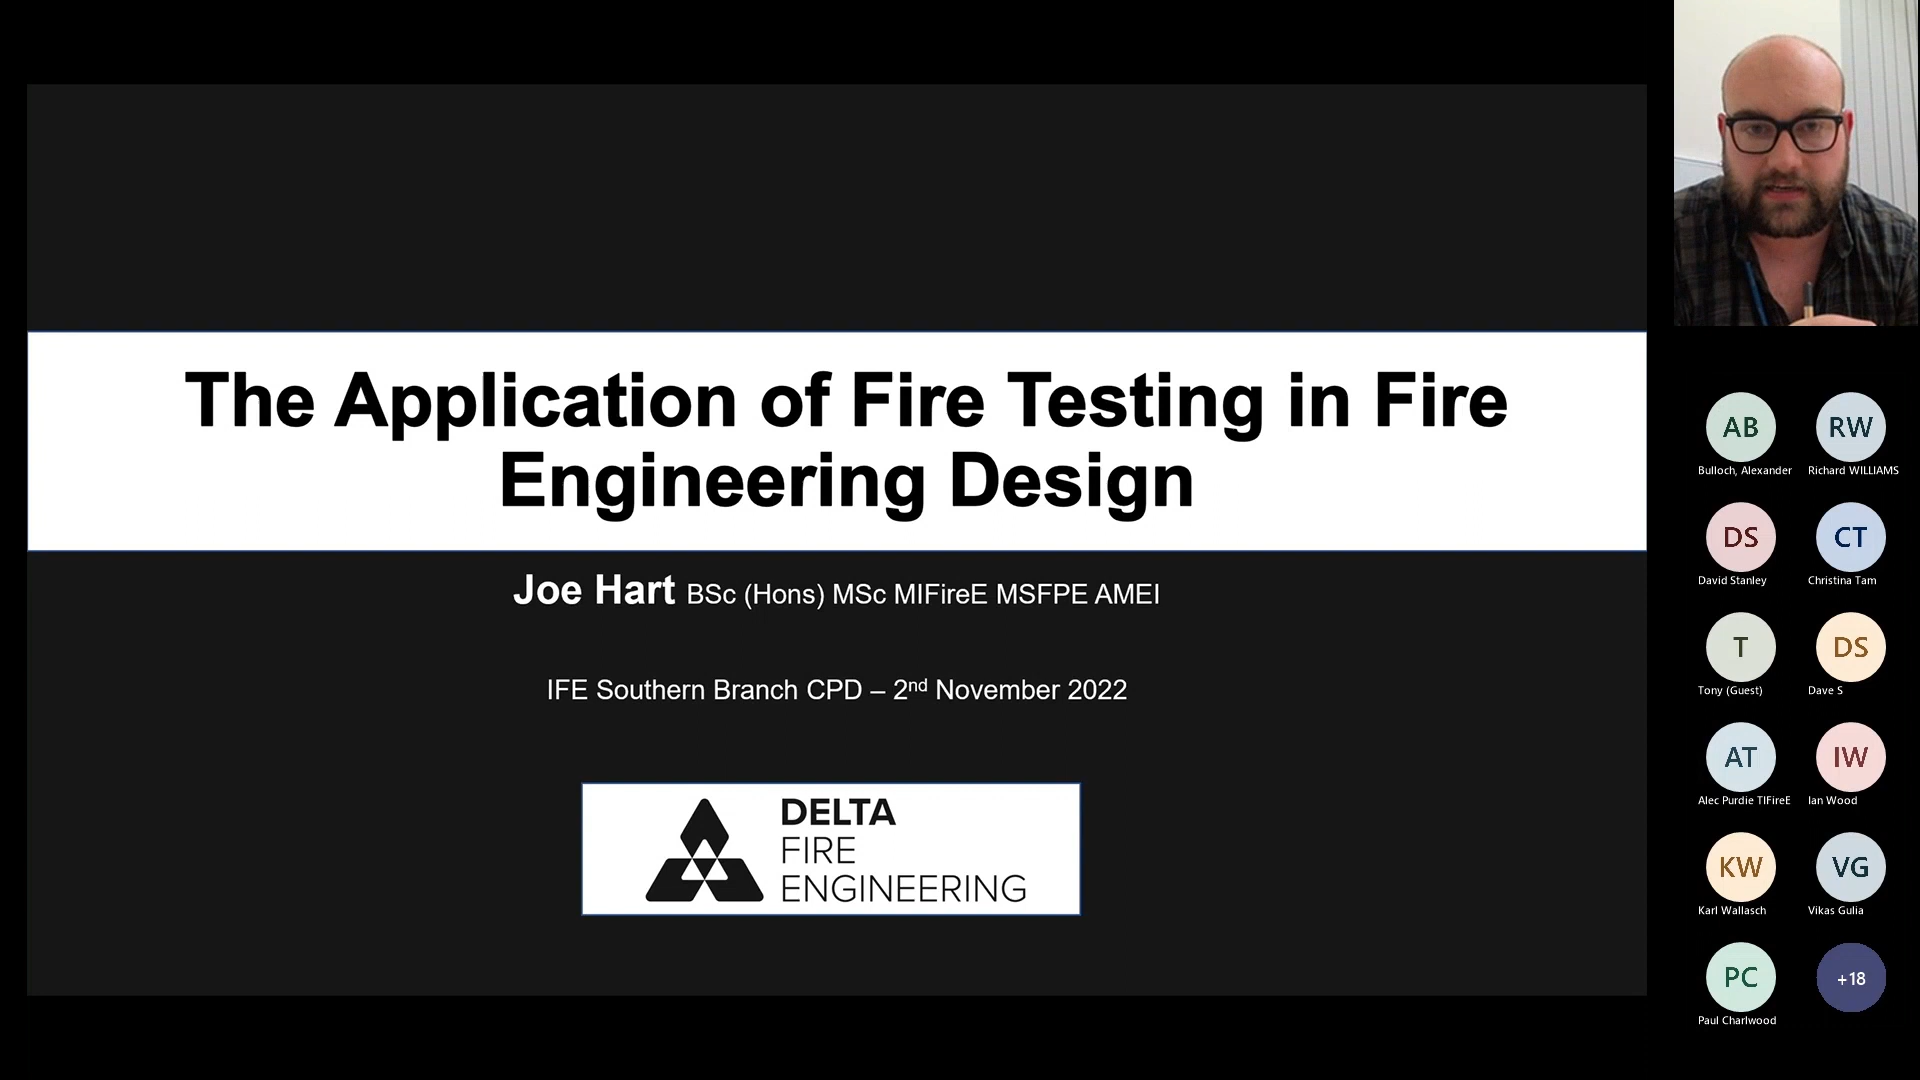 The Application of Fire Testing in Fire
Engineering Design
Joe Hart BSc (Hons) MSc MIFireE MSFPE AMEI
IFE Southern Branch CPD – 2nd November 2022
DELTA
FIRE
ENGINEERING
AB
RW
Bulloch, Alexander
Richard WILLIAMS
DS
CT
David Stanley
Christina Tam
T
DS
Tony (Guest)
Dave S
AT
IW
Alec Purdie TIFireE
Ian Wood
KW
VG
Karl Wallasch
Vikas Gulia
PC
+18
Paul Charlwood